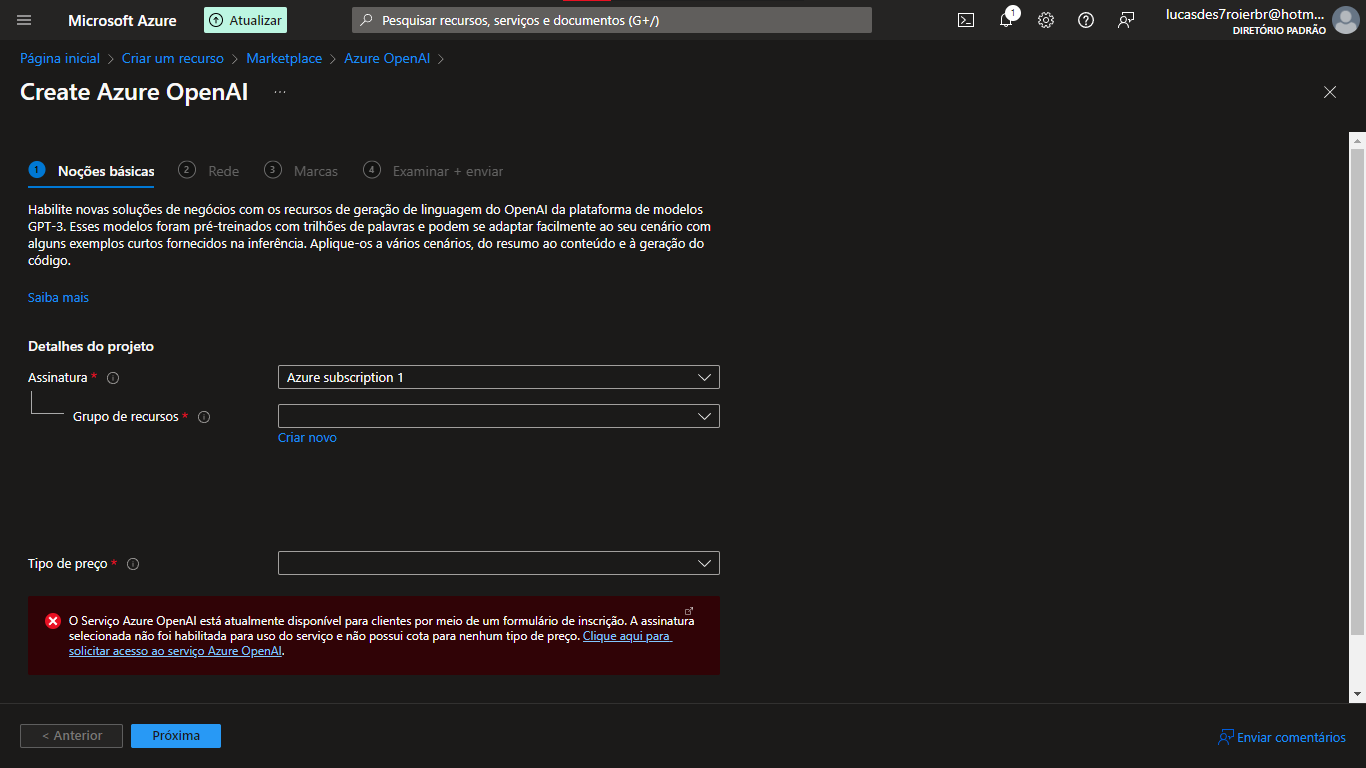 Microsoft Azure
Atualizar
Pesquisar recursos, serviços e documentos (G+/)
1
lucasdes7roierbr@hotm...
DIRETÓRIO PADRÃO
Página inicial > Criar um recurso > Marketplace > Azure OpenAI >
Create Azure OpenAI ...
1 Noções básicas 2 Rede 3 Marcas 4 Examinar + enviar
Habilite novas soluções de negócios com os recursos de geração de linguagem do OpenAI da plataforma de modelos
GPT-3. Esses modelos foram pré-treinados com trilhões de palavras e podem se adaptar facilmente ao seu cenário com
alguns exemplos curtos fornecidos na inferência. Aplique-os a vários cenários, do resumo ao conteúdo e à geração do
código.
Saiba mais
Detalhes do projeto
Assinatura * Azure subscription 1
Grupo de recursos *
Criar novo
Tipo de preço *
O Serviço Azure OpenAI está atualmente disponível para clientes por meio de um formulário de inscrição. A assinatura
selecionada não foi habilitada para uso do serviço e não possui cota para nenhum tipo de preço. Clique aqui para
solicitar acesso ao serviço Azure OpenAI.
< Anterior
Próxima
Enviar comentários